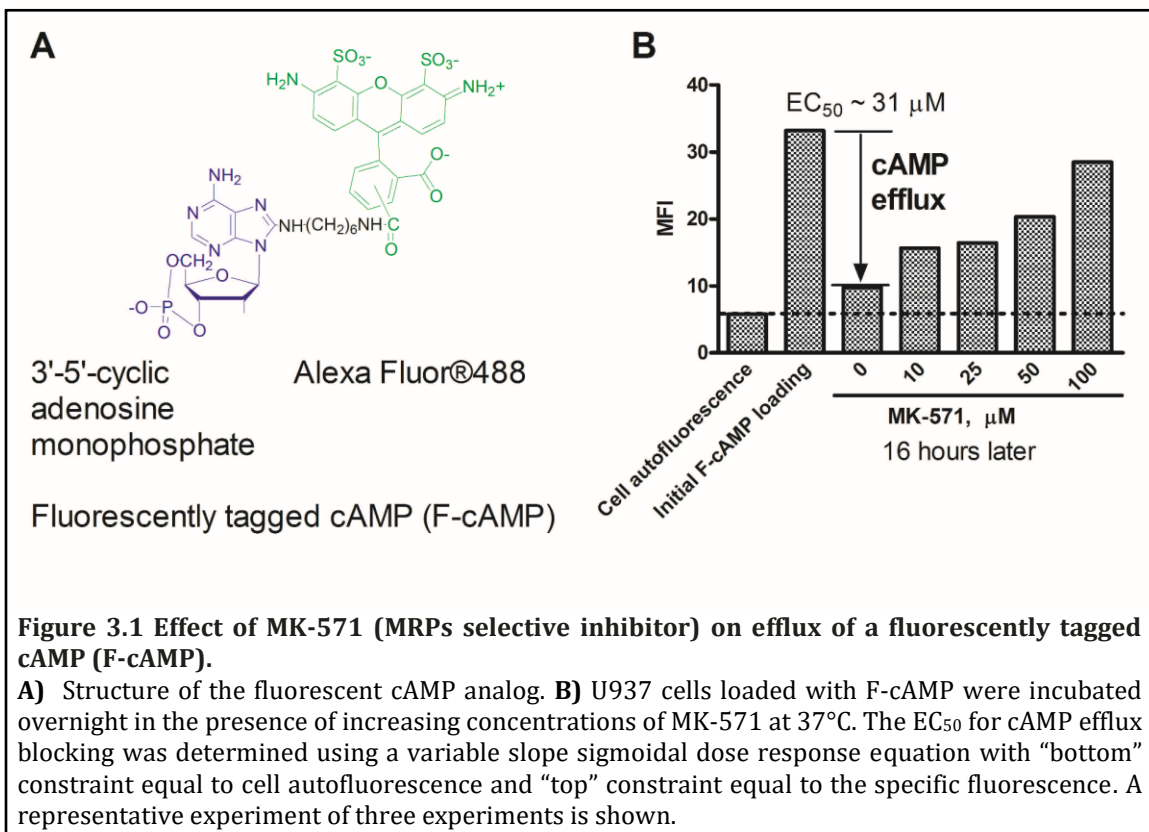 A
SO₃⁻
SO₃⁻
H₂N
O
NH₂⁺
O⁻
O
NH₂
N
N
N
N
NH(CH₂)₆NH
C
O
OCH₂
O
-O
P
O
O
3'-5'-cyclic
adenosine
monophosphate
Alexa Fluor®488
Fluorescently tagged cAMP (F-cAMP)
B
40
30
20
10
0
MFI
EC₅₀ ~ 31 μM
cAMP
efflux
Cell autofluorescence
Initial F-cAMP loading
0
10
25
50
100
MK-571, μM
16 hours later
Figure 3.1 Effect of MK-571 (MRPs selective inhibitor) on efflux of a fluorescently tagged
cAMP (F-cAMP).
A) Structure of the fluorescent cAMP analog. B) U937 cells loaded with F-cAMP were incubated
overnight in the presence of increasing concentrations of MK-571 at 37°C. The EC₅₀ for cAMP efflux
blocking was determined using a variable slope sigmoidal dose response equation with “bottom”
constraint equal to cell autofluorescence and “top” constraint equal to the specific fluorescence. A
representative experiment of three experiments is shown.